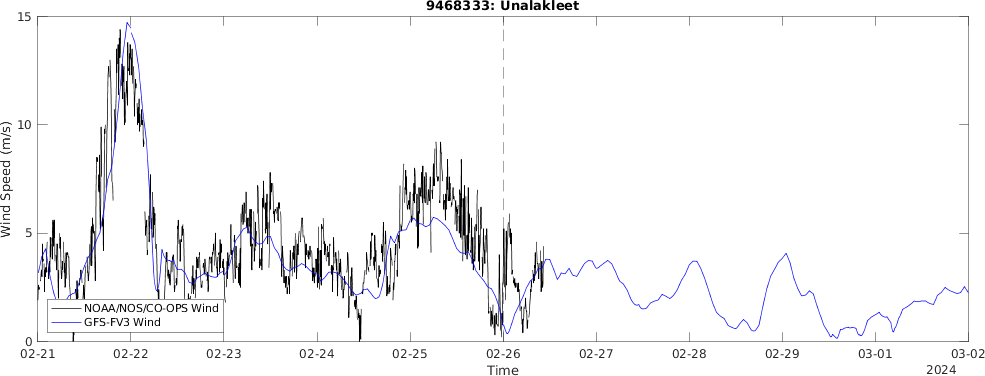 9468333: Unalakleet
Wind Speed (m/s)
15
10
5
0
NOAA/NOS/CO-OPS Wind
GFS-FV3 Wind
02-21 02-22 02-23 02-24 02-25 02-26 02-27 02-28 02-29 03-01 03-02
Time
2024